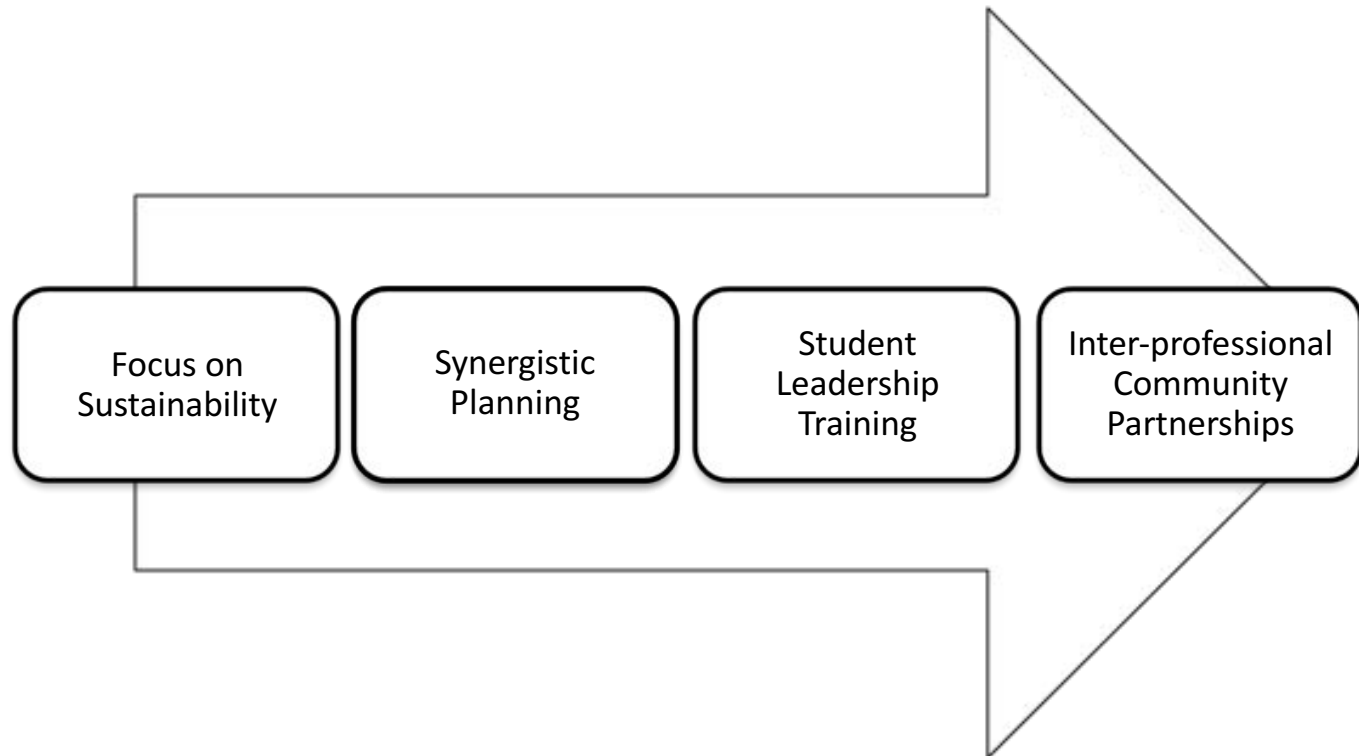 Focus on
Sustainability
Synergistic
Planning
Student
Leadership
Training
Inter-professional
Community
Partnerships